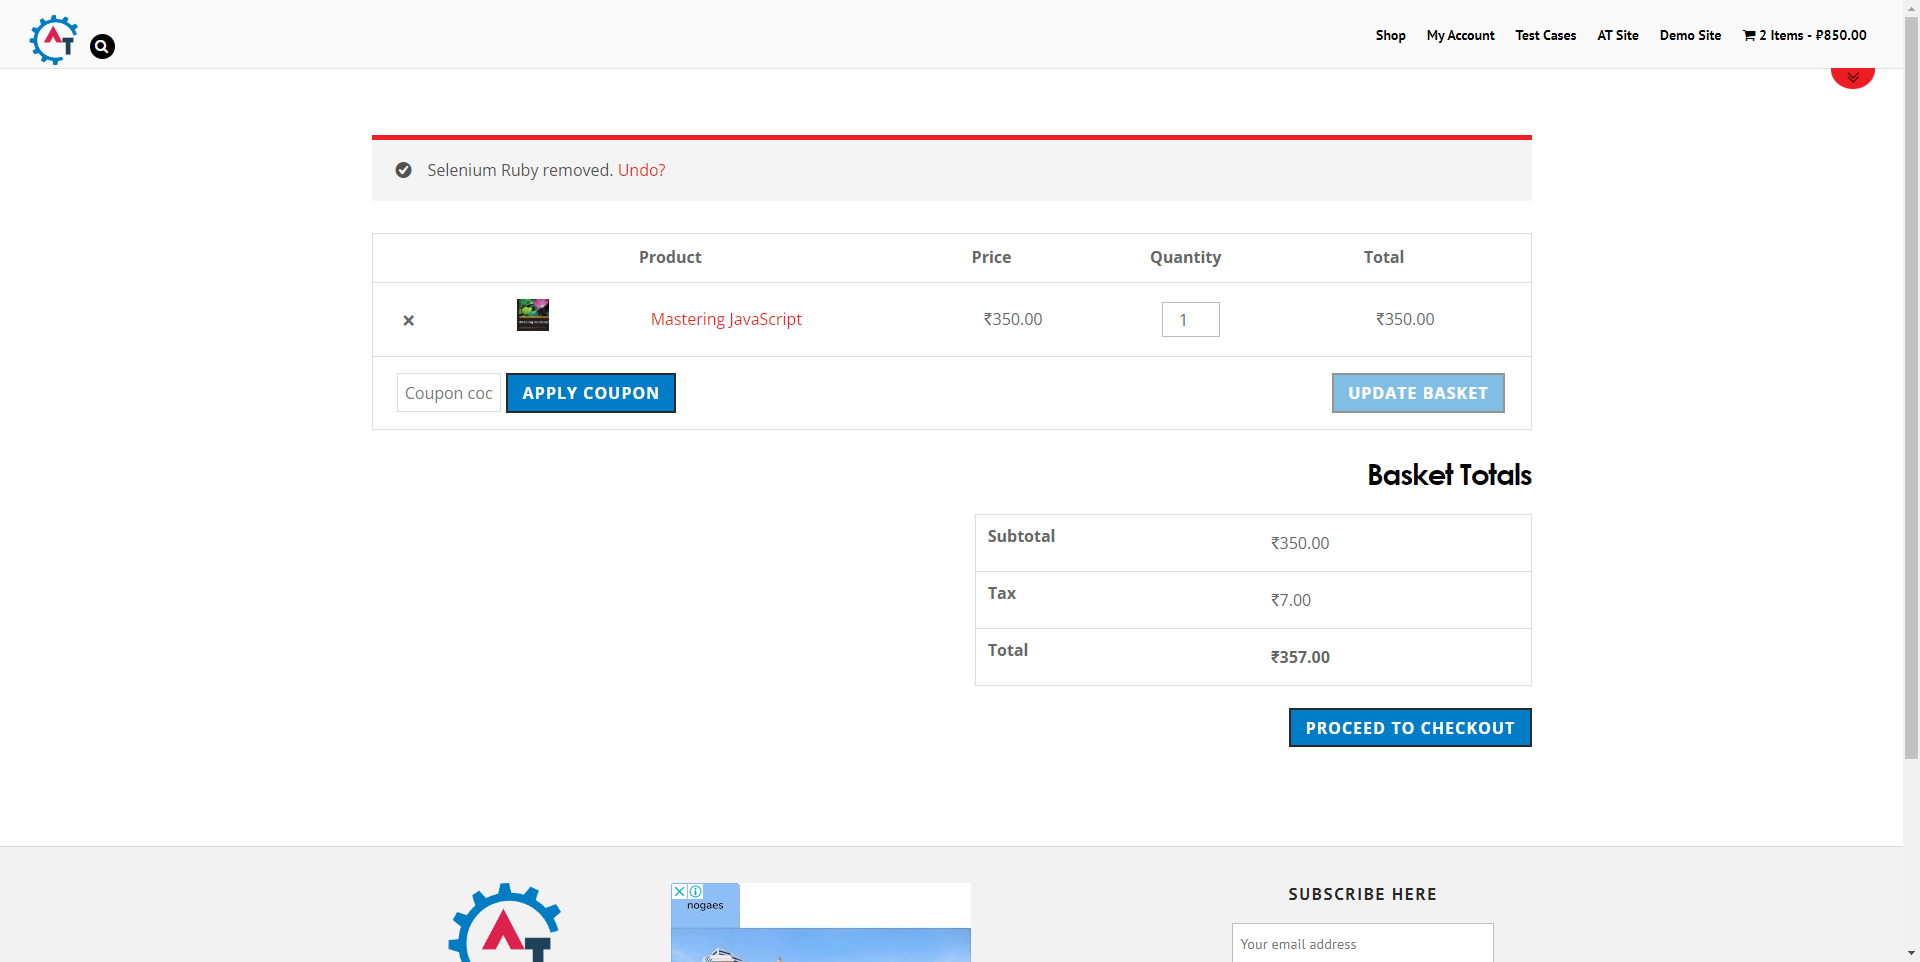 AT
Shop My Account Test Cases AT Site Demo Site 2 Items - ₽850.00
Selenium Ruby removed. Undo?
Product Price Quantity Total
× Mastering JavaScript ₹350.00 1 ₹350.00
Coupon coc APPLY COUPON UPDATE BASKET
Basket Totals
Subtotal ₹350.00
Tax ₹7.00
Total ₹357.00
PROCEED TO CHECKOUT
AT
nogaes
SUBSCRIBE HERE
Your email address